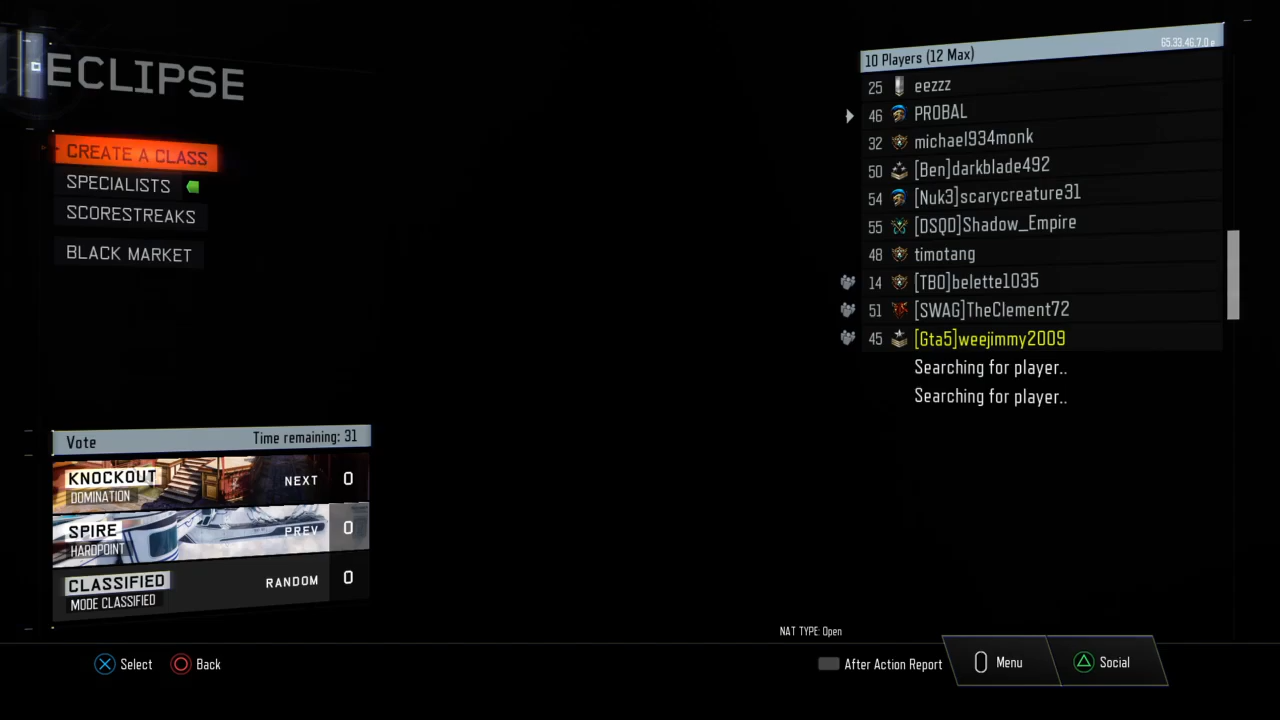 ECLIPSE
CREATE A CLASS
SPECIALISTS
SCORESTREAKS
BLACK MARKET
10 Players (12 Max)
25 eezzz
46 PROBAL
32 michael934monk
50 [Ben]darkblade492
54 [Nuk3]scarycreature31
55 [DSQD]Shadow_Empire
48 timotang
14 [TBO]belette1035
51 [SWAG]TheClement72
45 [Gta5]weejimmy2009
Searching for player..
Searching for player..
Vote Time remaining: 31
KNOCKOUT NEXT 0
DOMINATION
SPIRE PREV 0
HARDPOINT
CLASSIFIED RANDOM 0
MODE CLASSIFIED
NAT TYPE: Open
Select Back After Action Report Menu Social